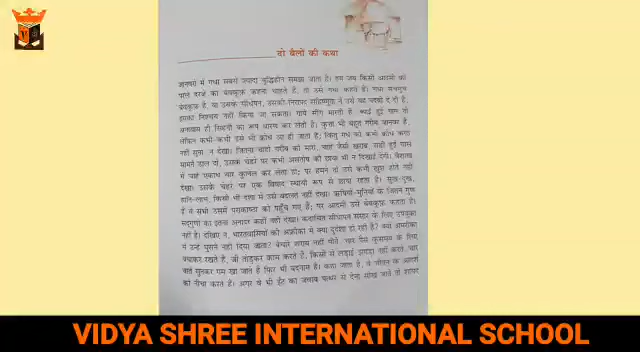 दो बैलों की कथा
जानवरों में गधा सबसे ज्यादा बुद्धिहीन समझा जाता है। हम जब किसी आदमी को
पल्ले दरजे का बेवकूफ़ कहना चाहते हैं, तो उसे गधा कहते हैं। गधा सचमुच
बेवकूफ़ है, या उसके सीधेपन, उसकी निरापद सहिष्णुता ने उसे यह पदवी दे दी है,
इसका निश्चय नहीं किया जा सकता। गायें सींग मारती हैं, ब्याई हुई गाय तो
अनायास ही सिंहनी का रूप धारण कर लेती है। कुत्ता भी बहुत गरीब जानवर है,
लेकिन कभी-कभी उसे भी क्रोध आ ही जाता है; किंतु गधे को कभी क्रोध करते
नहीं सुना, न देखा। जितना चाहो गरीब को मारो, चाहे जैसी खराब, सड़ी हुई घास
सामने डाल दो, उसके चेहरे पर कभी असंतोष की छाया भी न दिखाई देगी। वैशाख
में चाहे एकाध बार कुलेल कर लेता हो; पर हमने तो उसे कभी खुश होते नहीं
देखा। उसके चेहरे पर एक विषाद स्थायी रूप से छाया रहता है। सुख-दुख,
हानि-लाभ, किसी भी दशा में उसे बदलते नहीं देखा। ऋषियों-मुनियों के जितने गुण
हैं वे सभी उसमें पराकाष्ठा को पहुँच गए हैं; पर आदमी उसे बेवकूफ़ कहता है।
सद्गुणों का इतना अनादर कहीं नहीं देखा। कदाचित सीधापन संसार के लिए उपयुक्त
नहीं है। देखिए न, भारतवासियों की अफ्रीका में क्या दुर्दशा हो रही है? क्यों अमरीका
में उन्हें घुसने नहीं दिया जाता? बेचारे शराब नहीं पीते, चार पैसे कुसमय के लिए
बचाकर रखते हैं, जी तोड़कर काम करते हैं, किसी से लड़ाई-झगड़ा नहीं करते, चार
बातें सुनकर गम खा जाते हैं फिर भी बदनाम हैं। कहा जाता है, वे जीवन के आदर्श
को नीचा करते हैं। अगर वे भी ईंट का जवाब पत्थर से देना सीख जाते तो शायद
VIDYA SHREE INTERNATIONAL SCHOOL